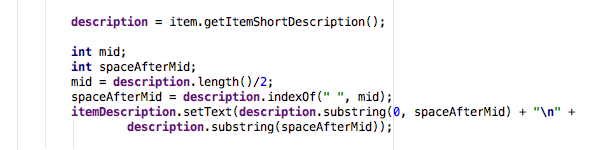 description = item.getItemShortDescription();
int mid;
int spaceAfterMid;
mid = description.length()/2;
spaceAfterMid = description.indexOf(" ", mid);
itemDescription.setText(description.substring(0, spaceAfterMid) + "\n" +
description.substring(spaceAfterMid));